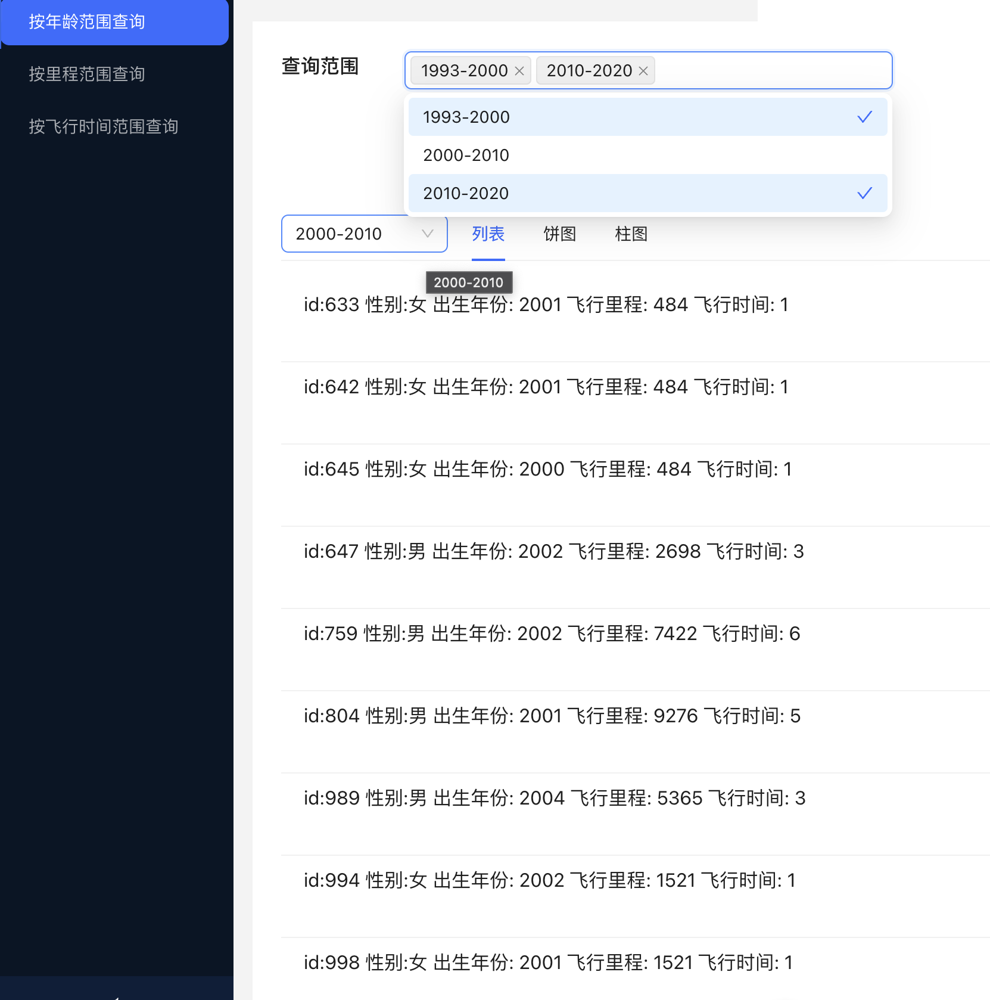 按年龄范围查询
按里程范围查询
按飞行时间范围查询
查询范围
1993-2000 2010-2020
1993-2000
2000-2010
2010-2020
2000-2010 列表 饼图 柱图
2000-2010
id:633 性别:女 出生年份: 2001 飞行里程: 484 飞行时间: 1
id:642 性别:女 出生年份: 2001 飞行里程: 484 飞行时间: 1
id:645 性别:女 出生年份: 2000 飞行里程: 484 飞行时间: 1
id:647 性别:男 出生年份: 2002 飞行里程: 2698 飞行时间: 3
id:759 性别:男 出生年份: 2002 飞行里程: 7422 飞行时间: 6
id:804 性别:男 出生年份: 2001 飞行里程: 9276 飞行时间: 5
id:989 性别:男 出生年份: 2004 飞行里程: 5365 飞行时间: 3
id:994 性别:女 出生年份: 2002 飞行里程: 1521 飞行时间: 1
id:998 性别:女 出生年份: 2001 飞行里程: 1521 飞行时间: 1